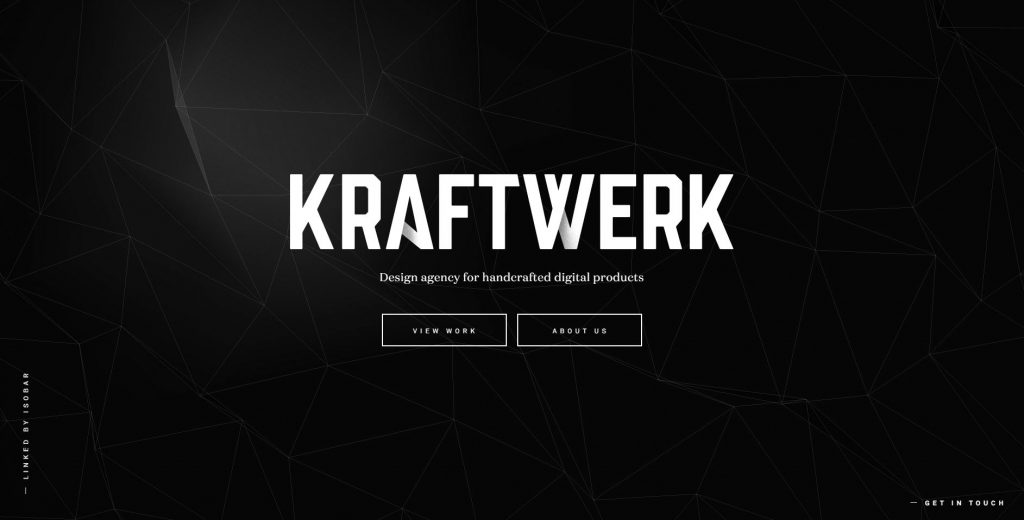 KRAFTWERK
Design agency for handcrafted digital products
VIEW WORK
ABOUT US
— LINKED BY ISOBAR
— GET IN TOUCH